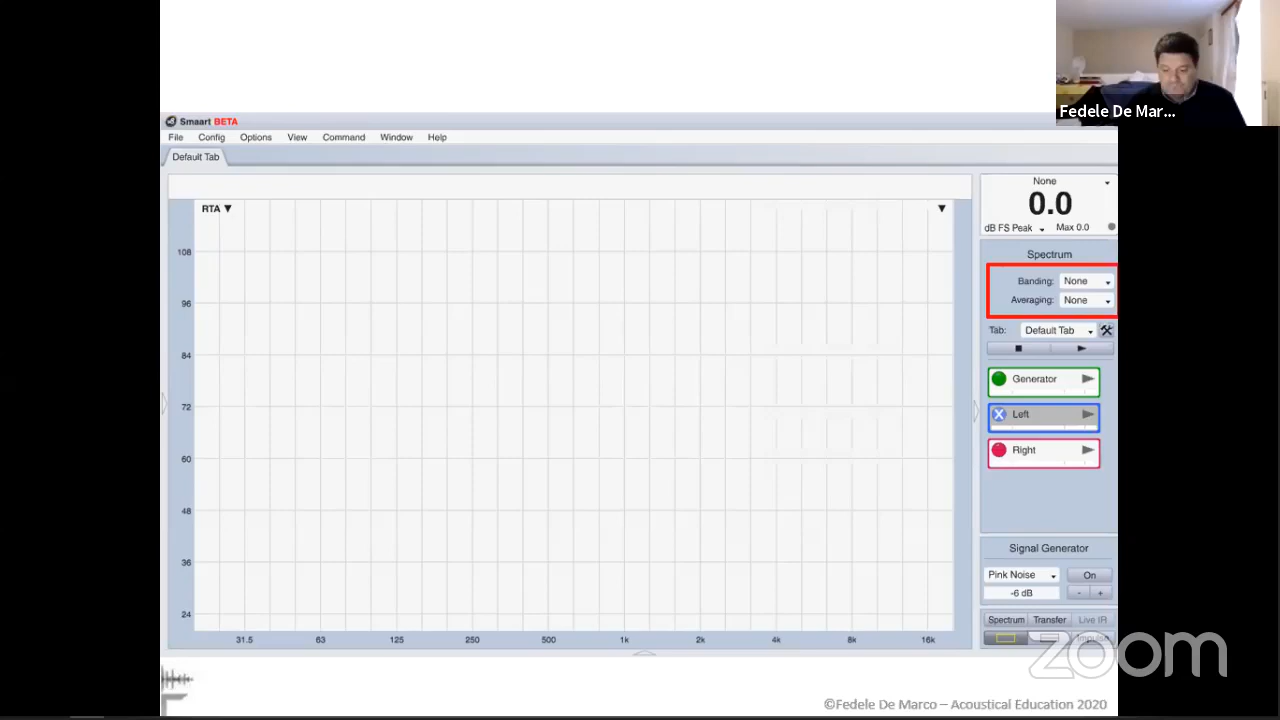 Fedele De Mar...
Smaart BETA
File Config Options View Command Window Help
Default Tab
RTA
108
96
84
72
60
48
36
24
31.5 63 125 250 500 1k 2k 4k 8k 16k
None
0.0
dB FS Peak Max 0.0
Spectrum
Banding: None
Averaging: None
Tab: Default Tab
Generator
Left
Right
Signal Generator
Pink Noise On
-6 dB - +
Spectrum Transfer Live IR
Impulse
zoom
©Fedele De Marco – Acoustical Education 2020